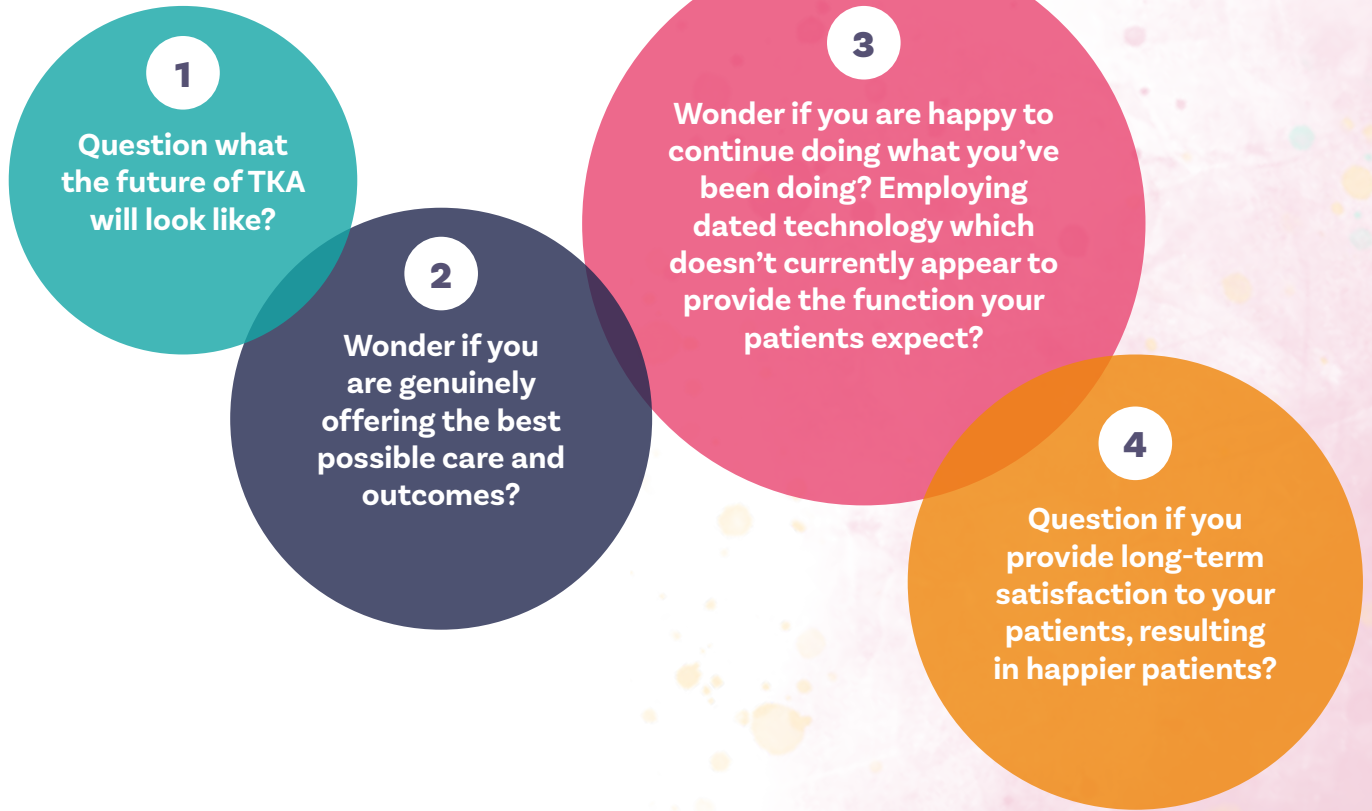 1
Question what
the future of TKA
will look like?
2
Wonder if you
are genuinely
offering the best
possible care and
outcomes?
3
Wonder if you are happy to
continue doing what you’ve
been doing? Employing
dated technology which
doesn’t currently appear to
provide the function your
patients expect?
4
Question if you
provide long-term
satisfaction to your
patients, resulting
in happier patients?